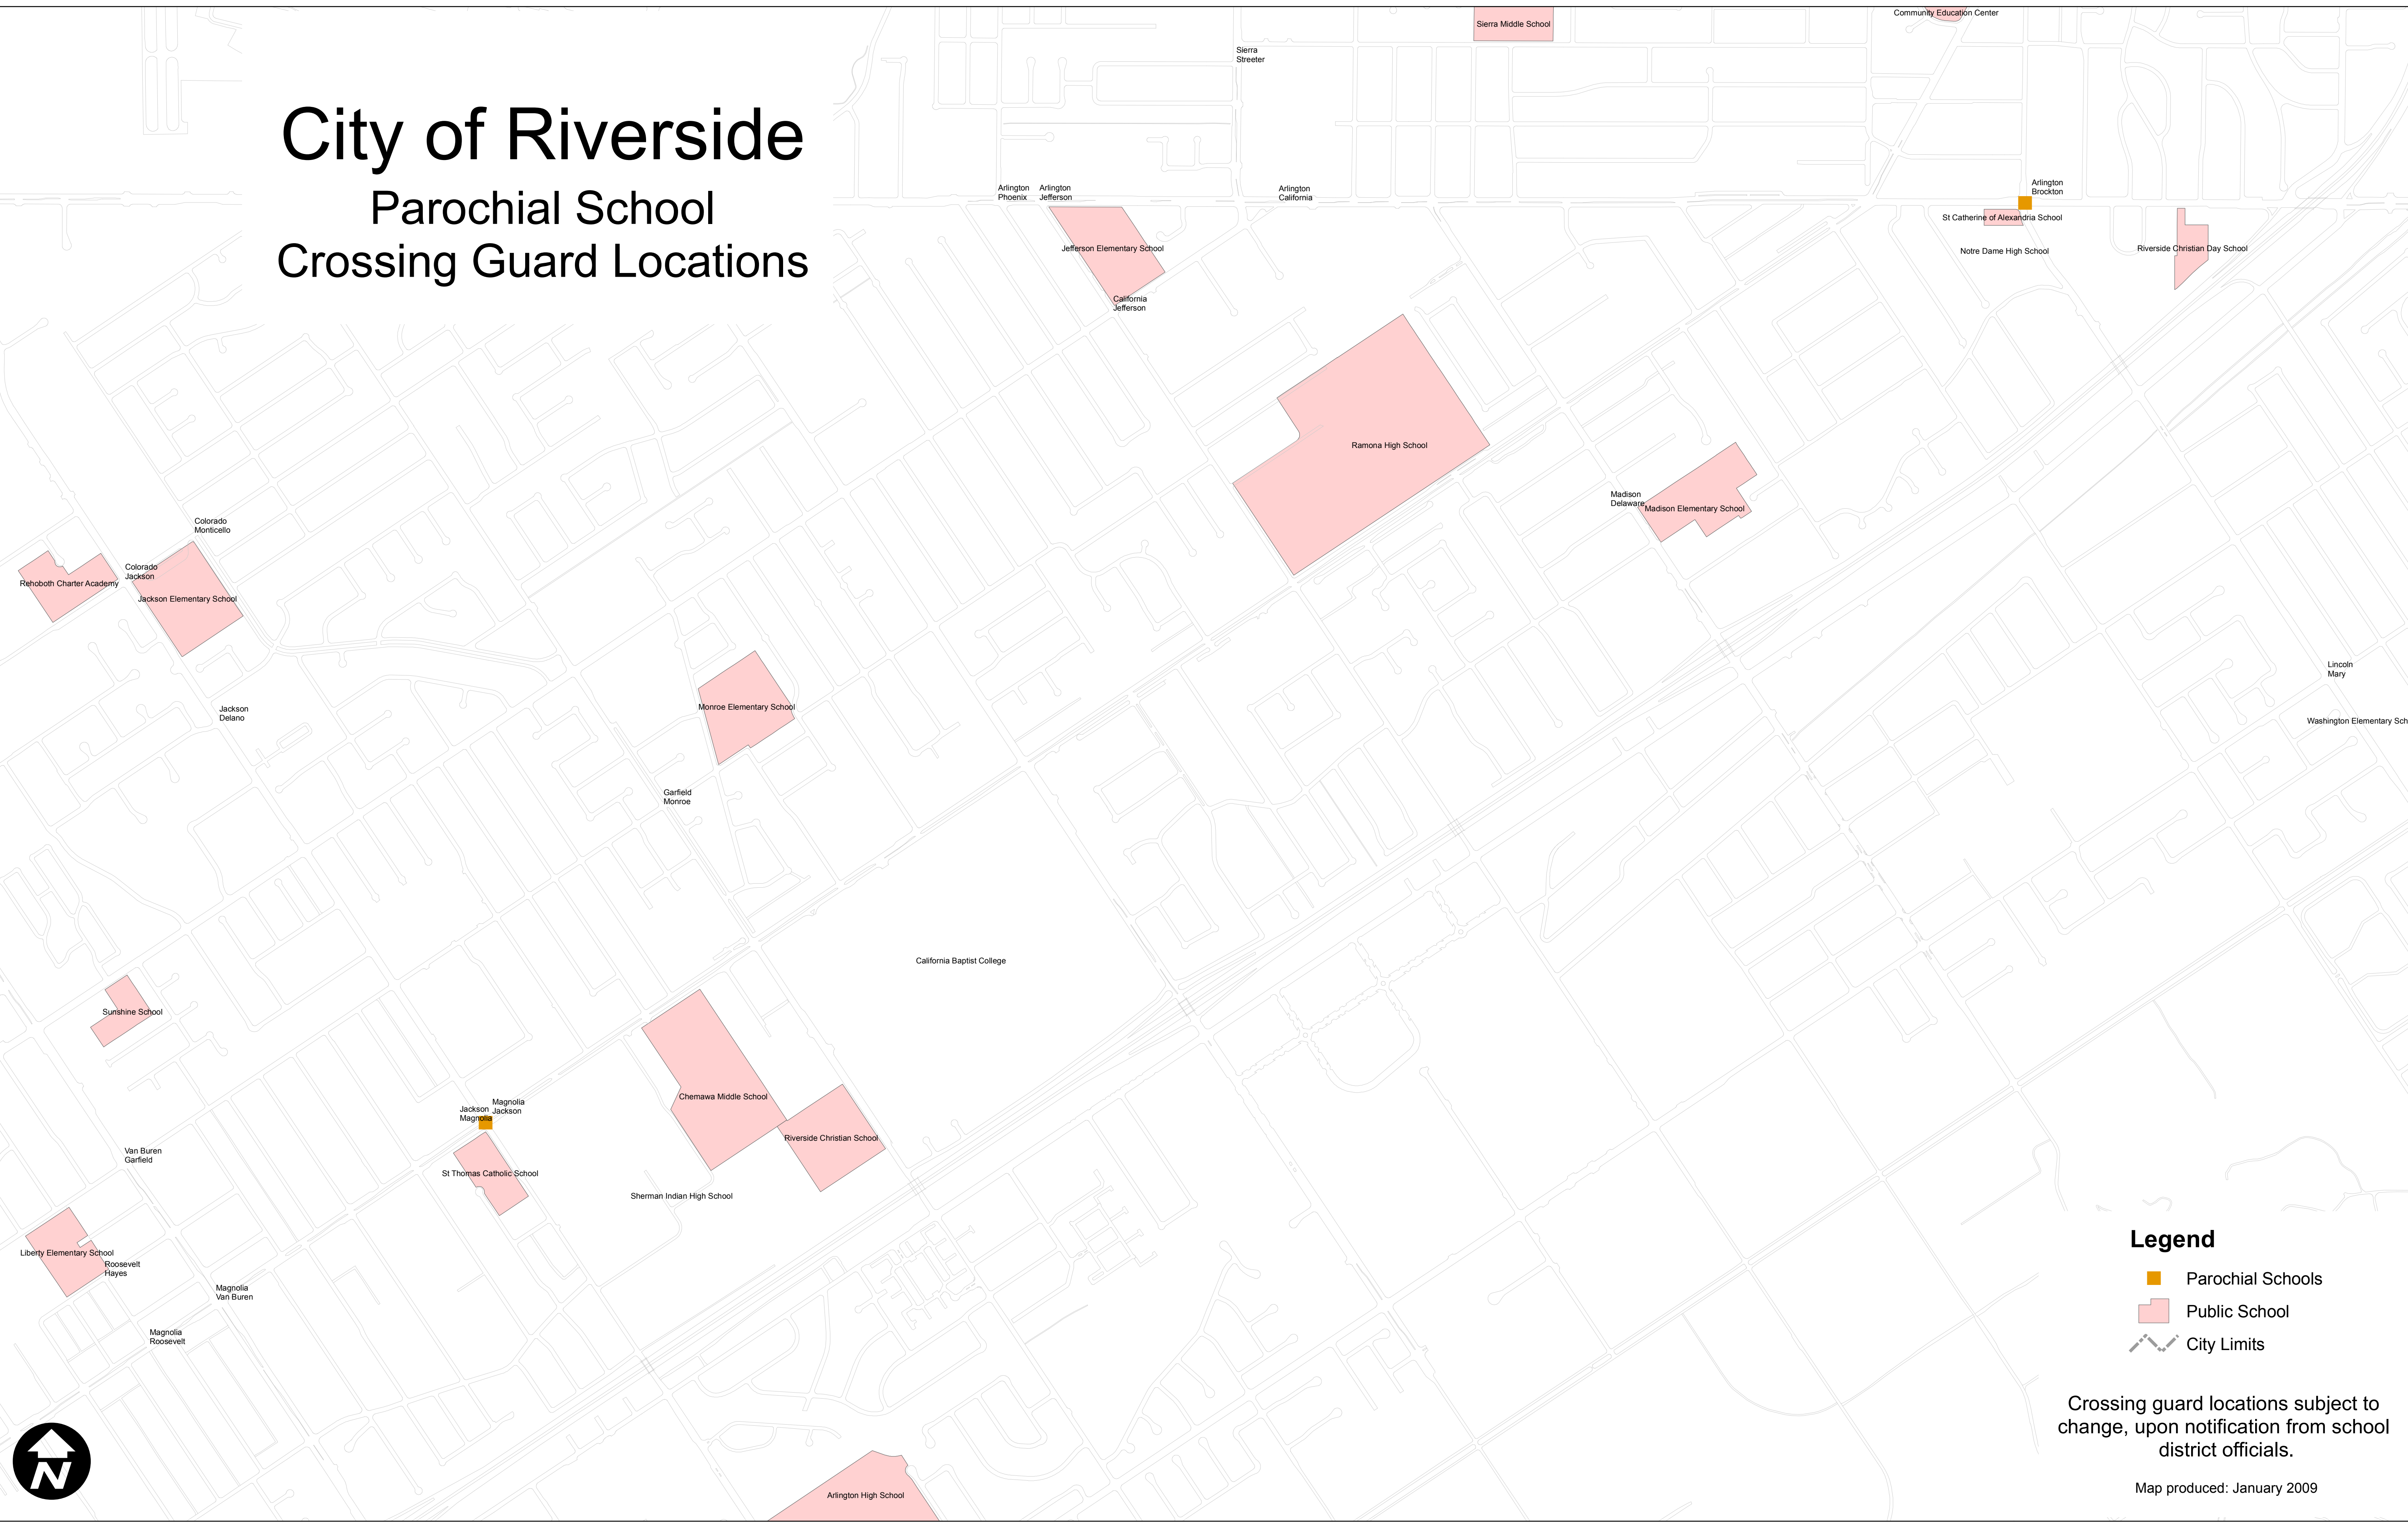 Community Education Center
Sierra Middle School
Sierra
Streeter
City of Riverside
Parochial School
Crossing Guard Locations
Arlington
Phoenix
Arlington
Jefferson
Arlington
California
Arlington
Brockton
St Catherine of Alexandria School
Jefferson Elementary School
Notre Dame High School
Riverside Christian Day School
California
Jefferson
Ramona High School
Madison
Delaware
Madison Elementary School
Colorado
Monticello
Colorado
Jackson
Rehoboth Charter Academy
Jackson Elementary School
Lincoln
Mary
Jackson
Delano
Monroe Elementary School
Washington Elementary Sch
Garfield
Monroe
California Baptist College
Sunshine School
Chemawa Middle School
Magnolia
Jackson
Jackson
Magnolia
Riverside Christian School
Van Buren
Garfield
St Thomas Catholic School
Sherman Indian High School
Liberty Elementary School
Roosevelt
Hayes
Magnolia
Van Buren
Magnolia
Roosevelt
Legend
Parochial Schools
Public School
City Limits
Crossing guard locations subject to
change, upon notification from school
district officials.
Map produced: January 2009
N
Arlington High School